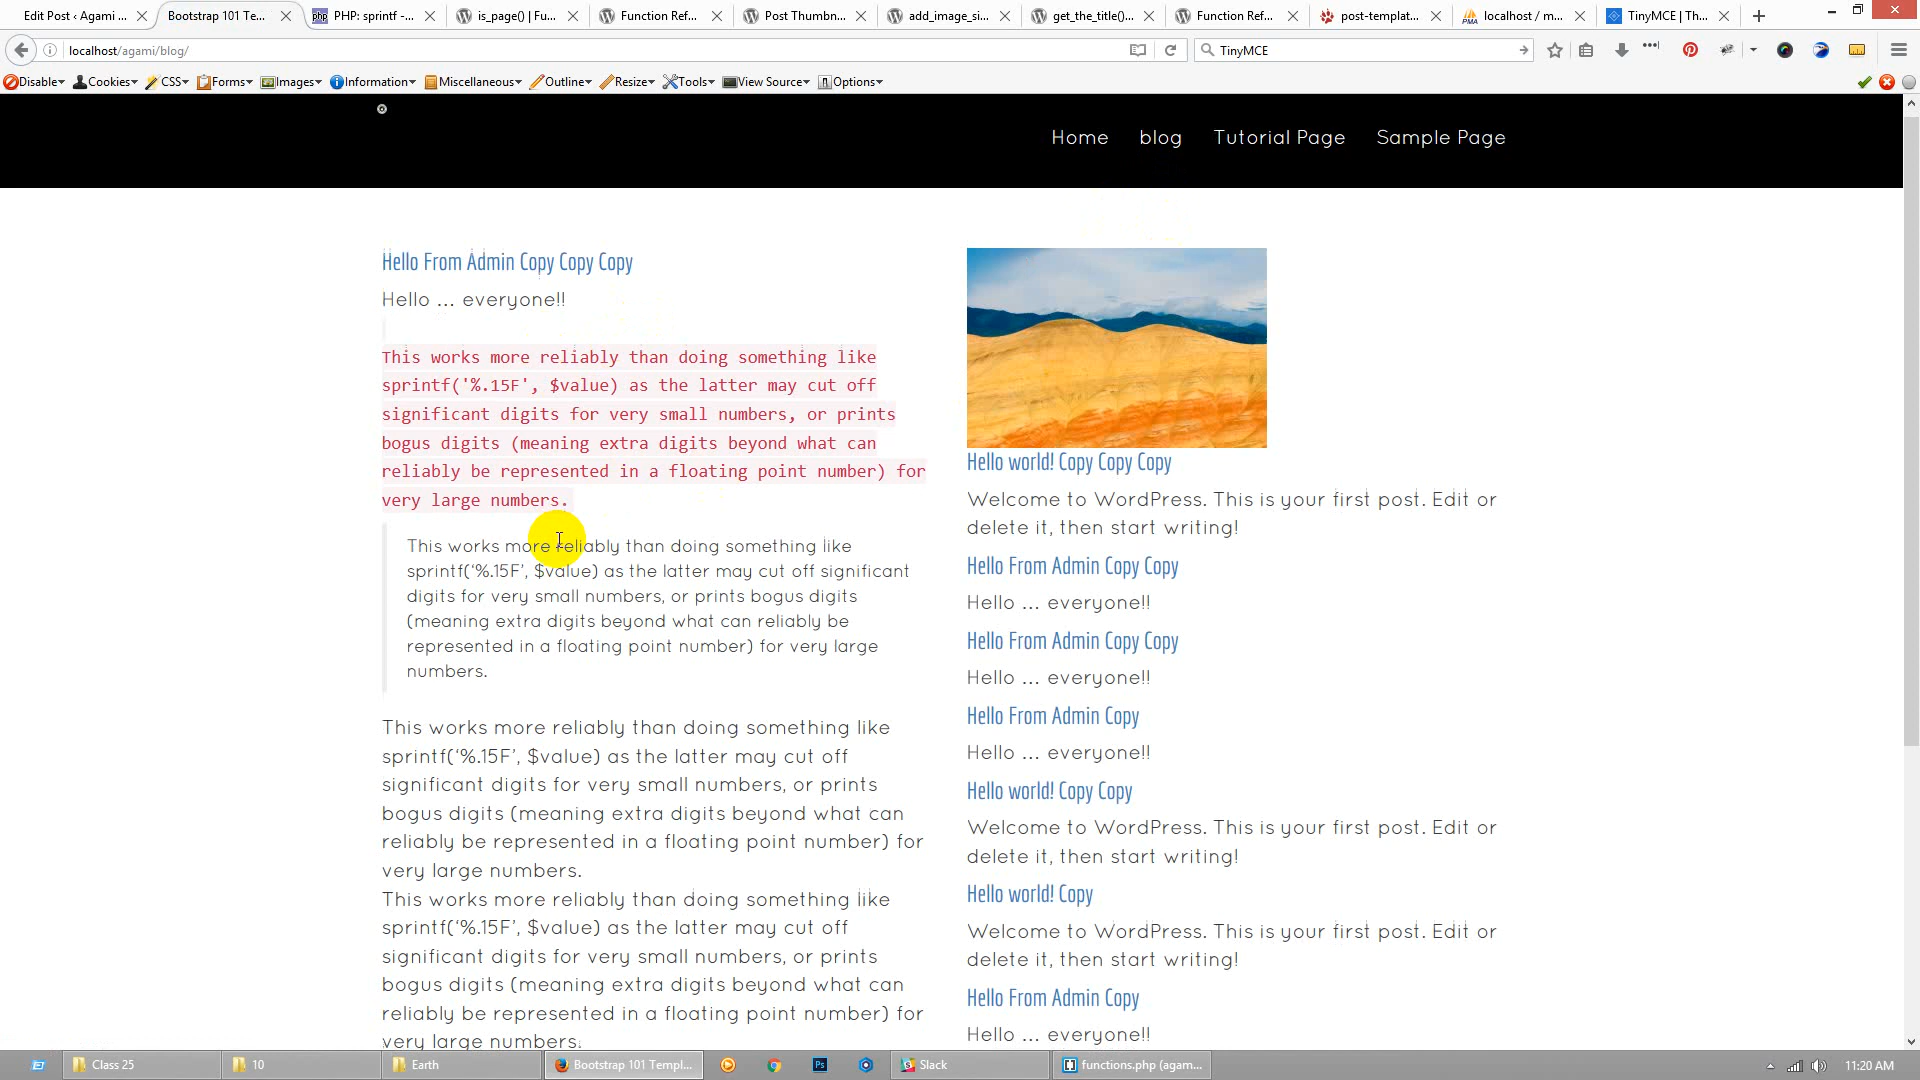 Edit Post ‹ Agami ...
Bootstrap 101 Te...
PHP: sprintf -...
is_page() | Fu...
Function Ref...
Post Thumbn...
add_image_si...
get_the_title()...
Function Ref...
post-templat...
localhost / m...
TinyMCE | Th...
localhost/agami/blog/
TinyMCE
Disable
Cookies
CSS
Forms
Images
Information
Miscellaneous
Outline
Resize
Tools
View Source
Options
Home
blog
Tutorial Page
Sample Page
Hello From Admin Copy Copy Copy
Hello ... everyone!!
This works more reliably than doing something like
sprintf('%.15F', $value) as the latter may cut off
significant digits for very small numbers, or prints
bogus digits (meaning extra digits beyond what can
reliably be represented in a floating point number) for
very large numbers.
This works more reliably than doing something like
sprintf(‘%.15F’, $value) as the latter may cut off significant
digits for very small numbers, or prints bogus digits
(meaning extra digits beyond what can reliably be
represented in a floating point number) for very large
numbers.
This works more reliably than doing something like
sprintf(‘%.15F’, $value) as the latter may cut off
significant digits for very small numbers, or prints
bogus digits (meaning extra digits beyond what can
reliably be represented in a floating point number) for
very large numbers.
This works more reliably than doing something like
sprintf(‘%.15F’, $value) as the latter may cut off
significant digits for very small numbers, or prints
bogus digits (meaning extra digits beyond what can
reliably be represented in a floating point number) for
very large numbers.
Hello world! Copy Copy Copy
Welcome to WordPress. This is your first post. Edit or
delete it, then start writing!
Hello From Admin Copy Copy
Hello ... everyone!!
Hello From Admin Copy Copy
Hello ... everyone!!
Hello From Admin Copy
Hello ... everyone!!
Hello world! Copy Copy
Welcome to WordPress. This is your first post. Edit or
delete it, then start writing!
Hello world! Copy
Welcome to WordPress. This is your first post. Edit or
delete it, then start writing!
Hello From Admin Copy
Hello ... everyone!!
Class 25
10
Earth
Bootstrap 101 Templ...
Ps
Slack
functions.php (agam...
11:20 AM